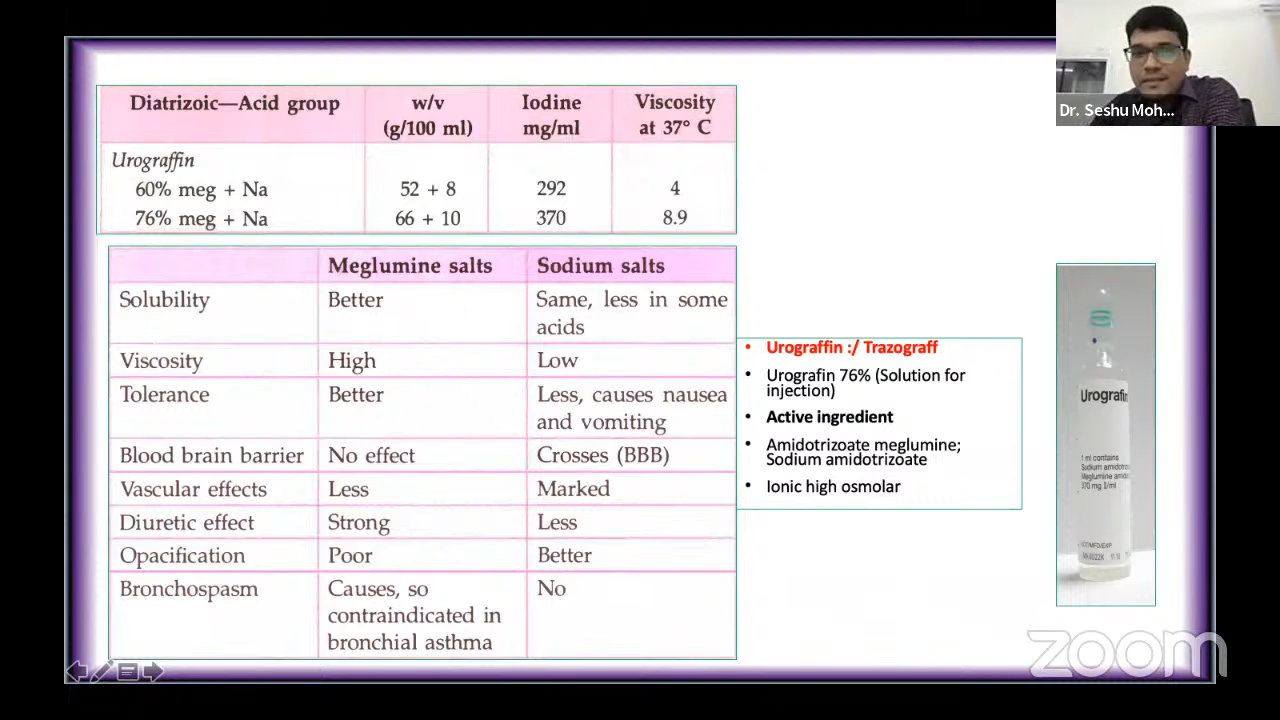 Diatrizoic—Acid group w/v Iodine Viscosity
(g/100 ml) mg/ml at 37° C
Urograffin
60% meg + Na 52 + 8 292 4
76% meg + Na 66 + 10 370 8.9
Meglumine salts Sodium salts
Solubility Better Same, less in some
acids
Viscosity High Low
Tolerance Better Less, causes nausea
and vomiting
Blood brain barrier No effect Crosses (BBB)
Vascular effects Less Marked
Diuretic effect Strong Less
Opacification Poor Better
Bronchospasm Causes, so No
contraindicated in
bronchial asthma
• Urograffin :/ Trazograff
• Urografin 76% (Solution for
injection)
• Active ingredient
• Amidotrizoate meglumine;
Sodium amidotrizoate
• Ionic high osmolar
Dr. Seshu Moh...
Urografin
1 ml contains
Sodium amidotri
Meglumine amido
370 mg I/ml
zoom